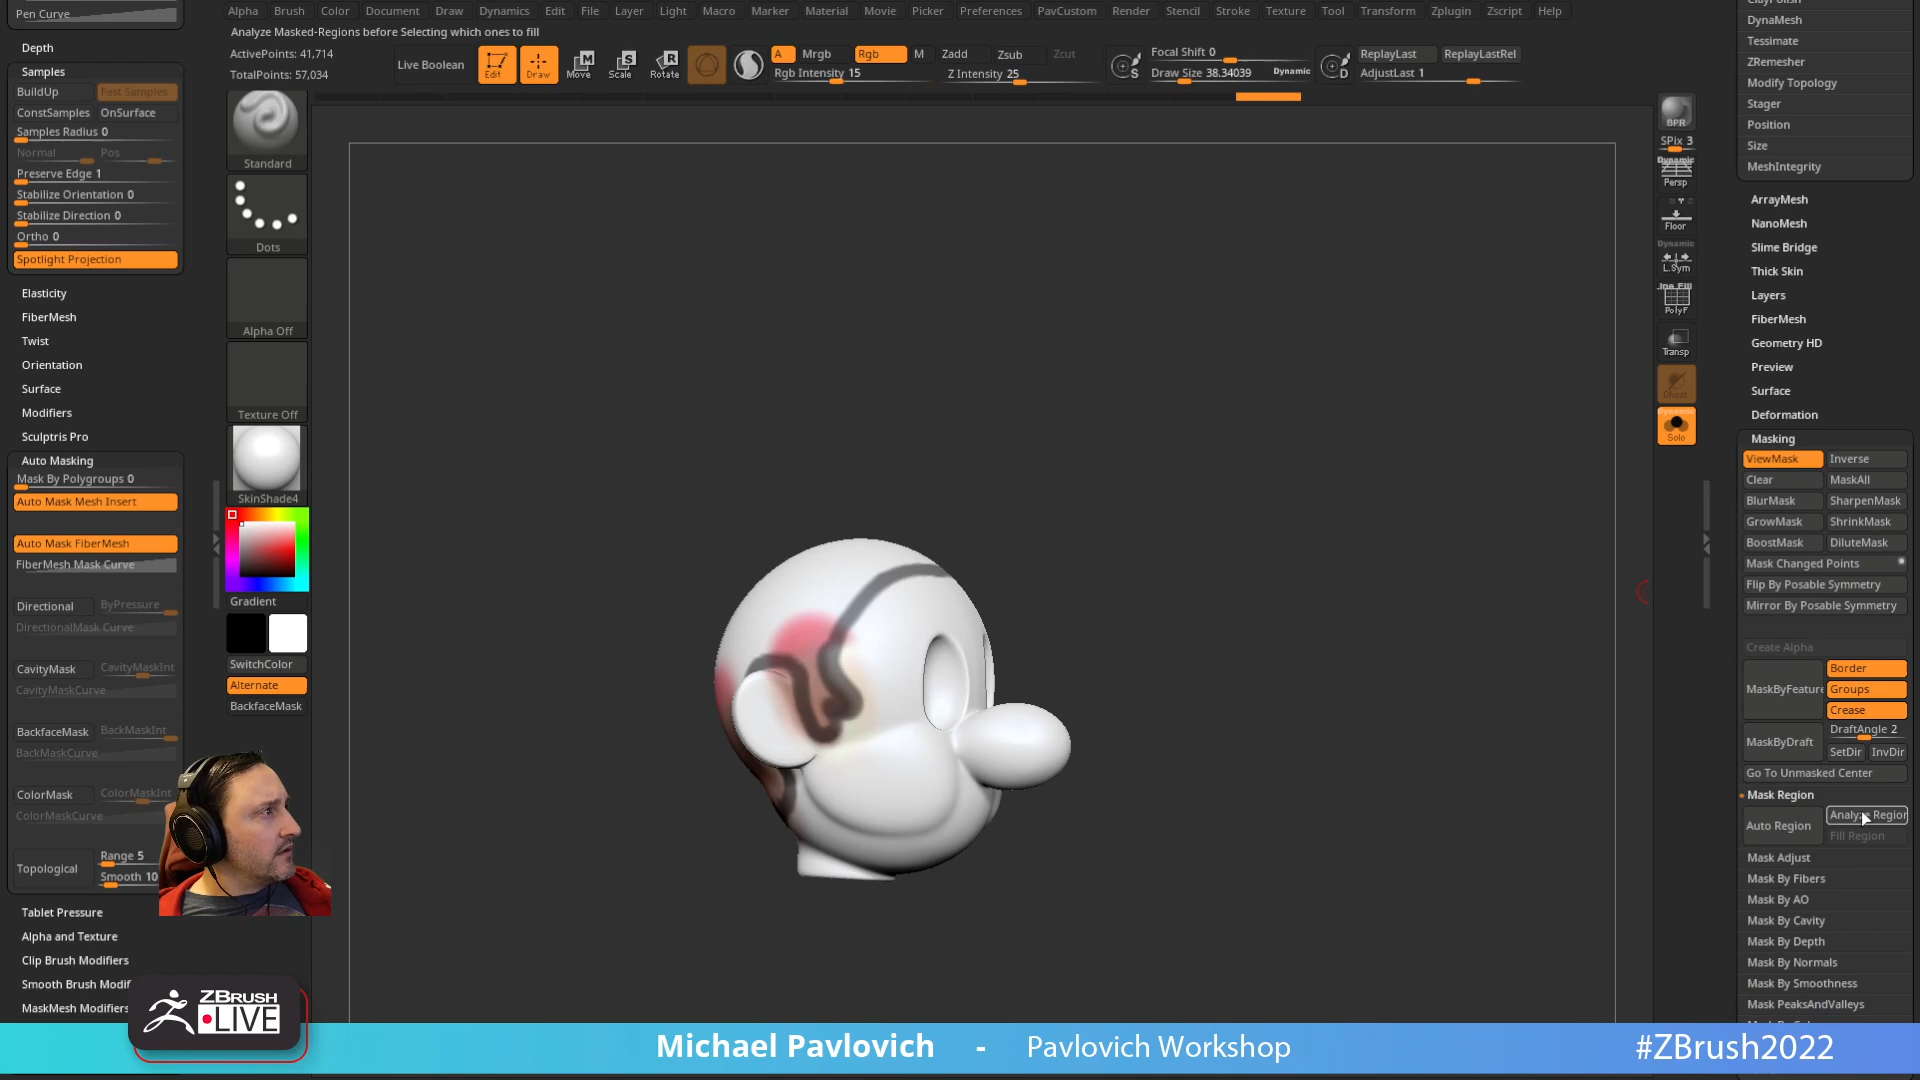 Alpha Brush Color Document Draw Dynamics Edit File Layer Light Macro Marker Material Movie Picker Preferences PavCustom Render Stencil Stroke Texture Tool Transform Zplugin Zscript Help
Analyze Masked-Regions before Selecting which ones to fill
ActivePoints: 41,714
TotalPoints: 57,034
Live Boolean
Edit
Draw
Move
Scale
Rotate
A
Mrgb
Rgb
M
Zadd
Zsub
Zcut
Rgb Intensity 15
Z Intensity 25
Focal Shift 0
Draw Size 38.34039
Dynamic
ReplayLast
ReplayLastRel
AdjustLast 1
Pen Curve
Depth
Samples
BuildUp
Fast Samples
ConstSamples
OnSurface
Samples Radius 0
Normal
Pos
Preserve Edge 1
Stabilize Orientation 0
Stabilize Direction 0
Ortho 0
Spotlight Projection
Elasticity
FiberMesh
Twist
Orientation
Surface
Modifiers
Sculptris Pro
Auto Masking
Mask By Polygroups 0
Auto Mask Mesh Insert
Auto Mask FiberMesh
FiberMesh Mask Curve
Directional
ByPressure
DirectionalMask Curve
CavityMask
CavityMaskInt
CavityMaskCurve
BackfaceMask
BackMaskInt
BackMaskCurve
ColorMask
ColorMaskInt
ColorMaskCurve
Topological
Range 5
Smooth 10
Tablet Pressure
Alpha and Texture
Clip Brush Modifiers
Smooth Brush Modif
MaskMesh Modifiers
Standard
Dots
Alpha Off
Texture Off
SkinShade4
Gradient
SwitchColor
Alternate
BackfaceMask
BPR
SPix 3
Dynamic
Persp
Floor
Dynamic
L.Sym
Line Fill
PolyF
Transp
Ghost
Dynamic
Solo
DynaMesh
Tessimate
ZRemesher
Modify Topology
Stager
Position
Size
MeshIntegrity
ArrayMesh
NanoMesh
Slime Bridge
Thick Skin
Layers
FiberMesh
Geometry HD
Preview
Surface
Deformation
Masking
ViewMask
Inverse
Clear
MaskAll
BlurMask
SharpenMask
GrowMask
ShrinkMask
BoostMask
DiluteMask
Mask Changed Points
Flip By Posable Symmetry
Mirror By Posable Symmetry
Create Alpha
MaskByFeature
Border
Groups
Crease
MaskByDraft
DraftAngle 2
SetDir
InvDir
Go To Unmasked Center
Mask Region
Auto Region
Analyze Region
Fill Region
Mask Adjust
Mask By Fibers
Mask By AO
Mask By Cavity
Mask By Depth
Mask By Normals
Mask By Smoothness
Mask PeaksAndValleys
ZBRUSH
LIVE
Michael Pavlovich - Pavlovich Workshop
#ZBrush2022